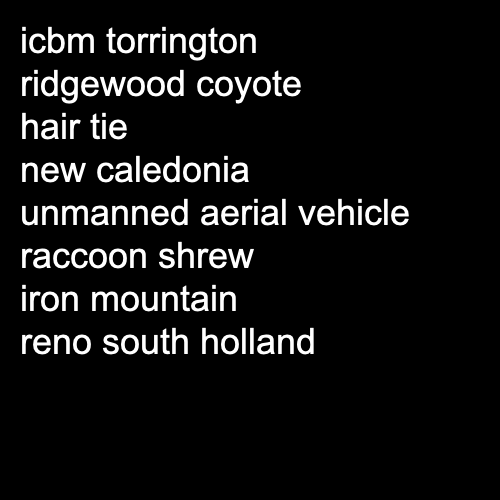 icbm torrington
ridgewood coyote
hair tie
new caledonia
unmanned aerial vehicle
raccoon shrew
iron mountain
reno south holland